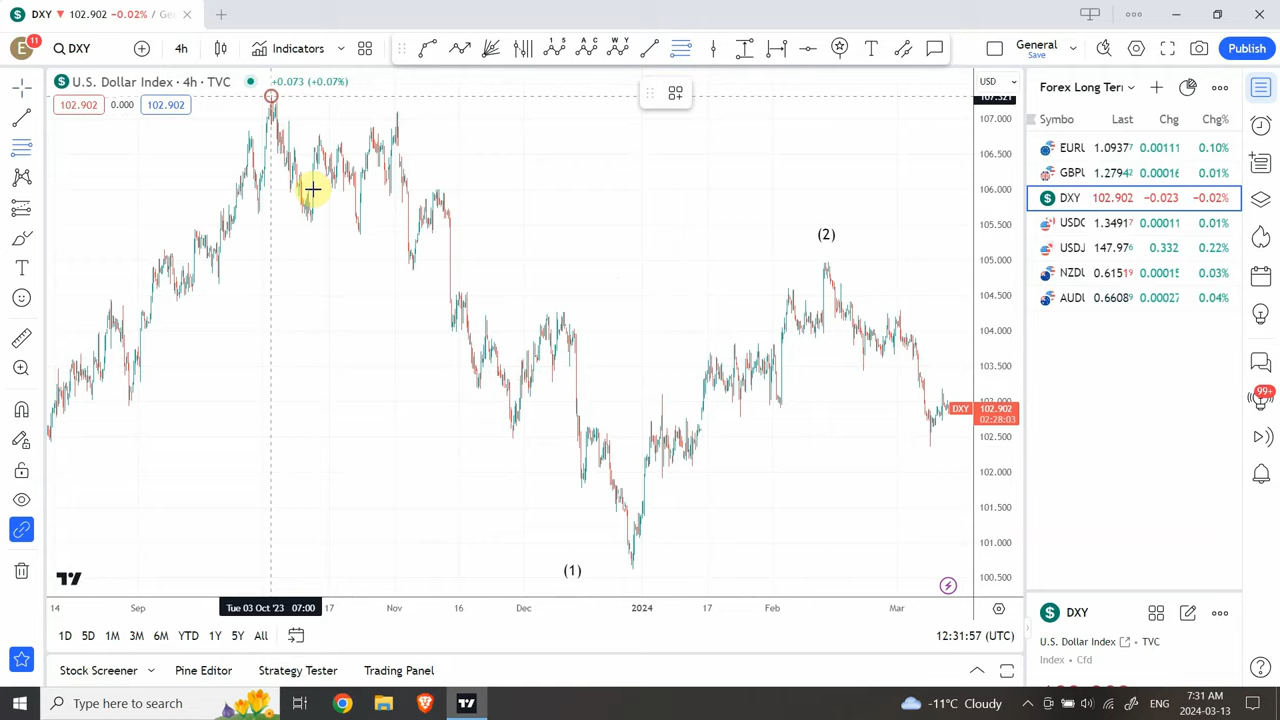 DXY ▼ 102.902 −0.02% / Ge
E 11
DXY
4h
Indicators
1 5
A C
W Y
General
Save
Publish
U.S. Dollar Index · 4h · TVC
+0.073 (+0.07%)
102.902
0.000
102.902
USD
107.321
107.000
106.500
106.000
105.500
105.000
104.500
104.000
103.500
103.000
DXY
102.902
02:28:03
102.500
102.000
101.500
101.000
100.500
(2)
(1)
14
Sep
Tue 03 Oct '23 07:00
17
Nov
16
Dec
2024
17
Feb
Mar
1D
5D
1M
3M
6M
YTD
1Y
5Y
All
12:31:57 (UTC)
Stock Screener
Pine Editor
Strategy Tester
Trading Panel
Forex Long Ter
Symbo Last Chg Chg%
EURU 1.09377 0.00111 0.10%
GBPU 1.27942 0.00016 0.01%
DXY 102.902 −0.023 −0.02%
USDC 1.34917 0.00011 0.01%
USDJ 147.976 0.332 0.22%
NZDU 0.61519 0.00015 0.03%
AUDU 0.66089 0.00027 0.04%
99+
DXY
U.S. Dollar Index
TVC
Index • Cfd
Type here to search
-11°C Cloudy
ENG
7:31 AM
2024-03-13